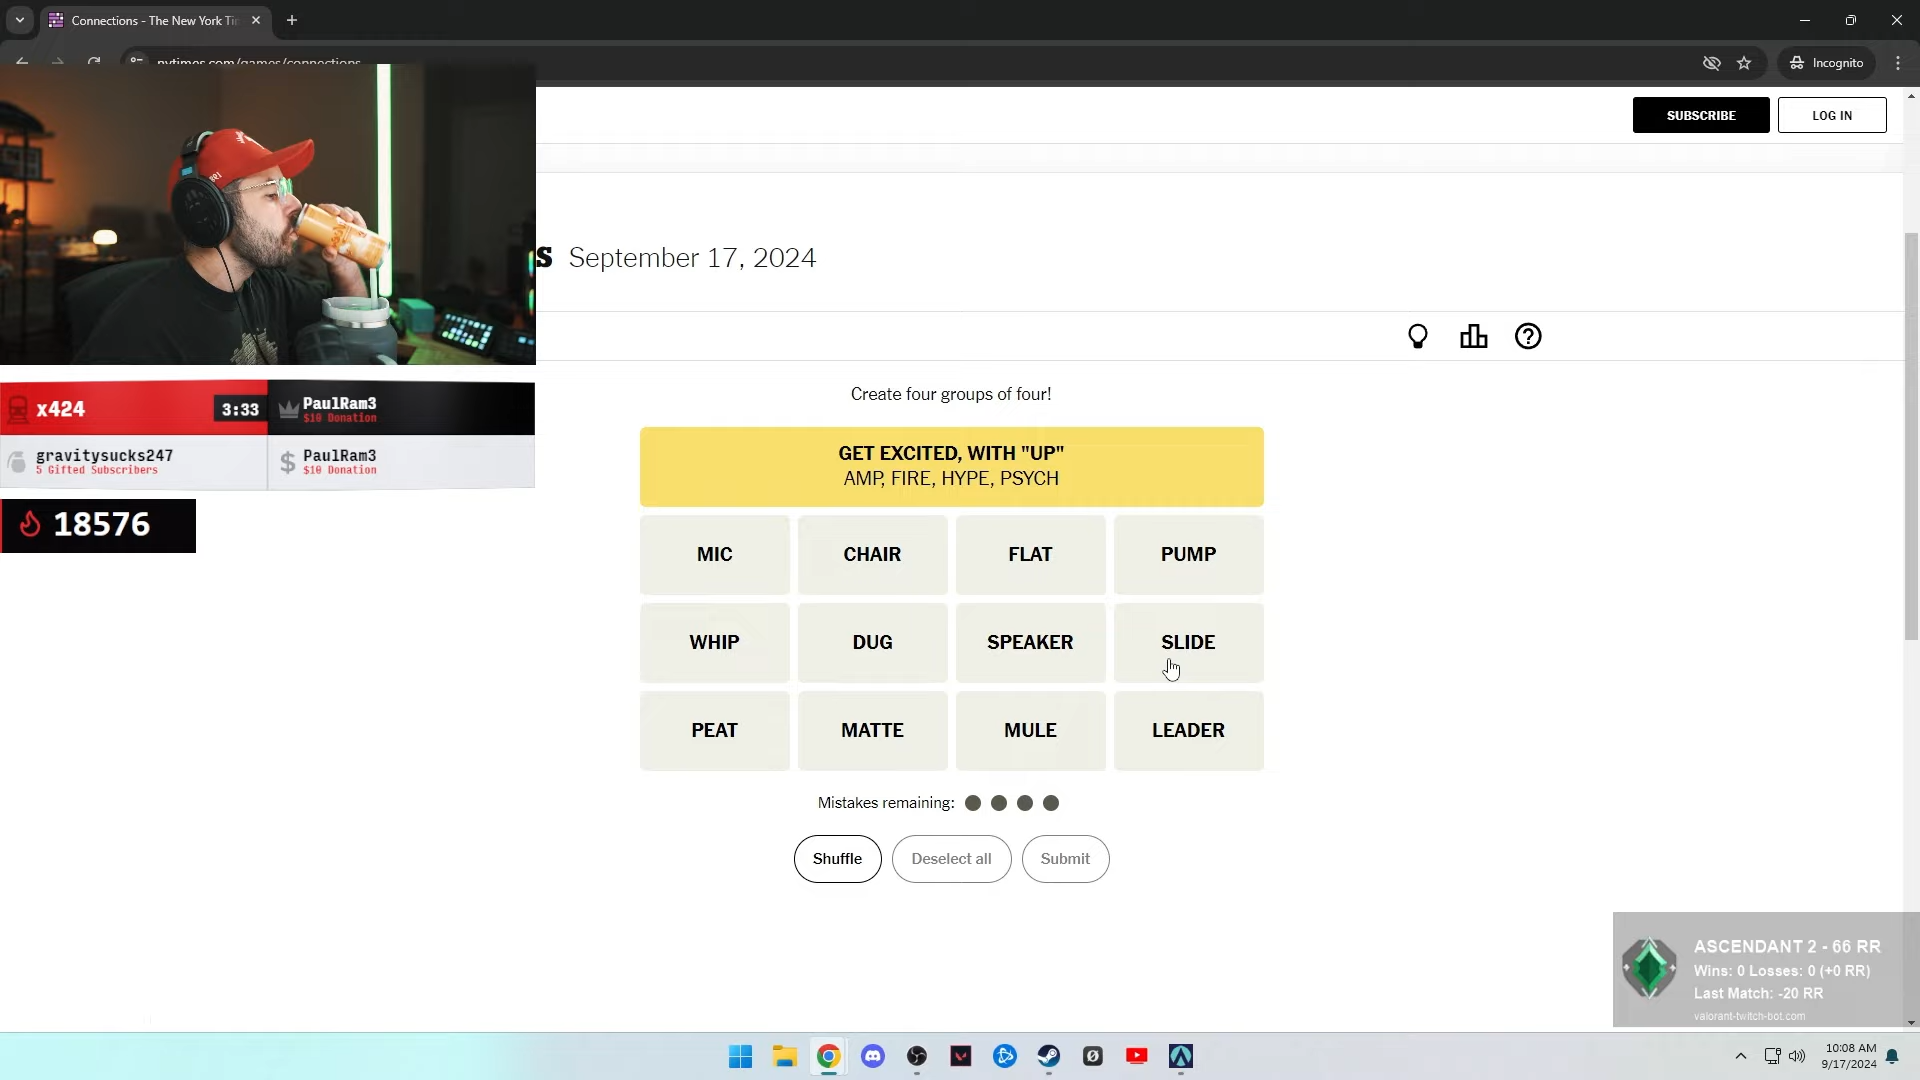 Connections - The New York Ti
nytimes.com/games/connections
Incognito
SUBSCRIBE
LOG IN
S September 17, 2024
x424
3:33
PaulRam3
$10 Donation
gravitysucks247
5 Gifted Subscribers
PaulRam3
$10 Donation
18576
Create four groups of four!
GET EXCITED, WITH "UP"
AMP, FIRE, HYPE, PSYCH
MIC CHAIR FLAT PUMP
WHIP DUG SPEAKER SLIDE
PEAT MATTE MULE LEADER
Mistakes remaining:
Shuffle Deselect all Submit
ASCENDANT 2 - 66 RR
Wins: 0 Losses: 0 (+0 RR)
Last Match: -20 RR
valorant-twitch-bot.com
10:08 AM
9/17/2024